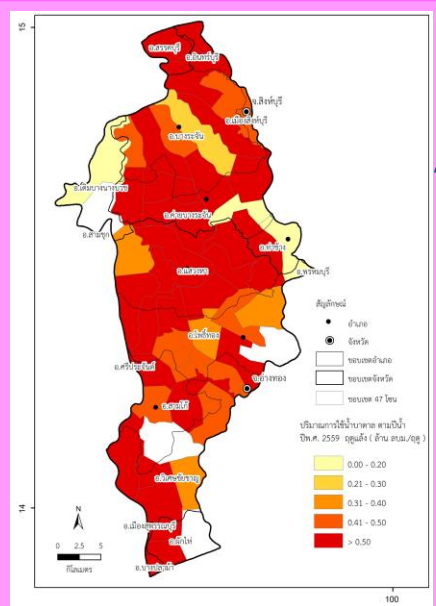 15
อ.สรรคบุรี
อ.อินทร์บุรี
จ.สิงห์บุรี
อ.เมืองสิงห์บุรี
อ.บางระจัน
อ.เดิมบางนางบวช
อ.ค่ายบางระจัน
อ.สามชุก
อ.ท่าช้าง
อ.พรหมบุรี
อ.แสวงหา
สัญลักษณ์
อำเภอ
จังหวัด
ขอบเขตอำเภอ
ขอบเขตจังหวัด
ขอบเขต 47 โซน
อ.โพธิ์ทอง
อ.ศรีประจันต์
จ.อ่างทอง
อ.สามโก้
ปริมาณการใช้น้ำบาดาล ตามปีน้ำ
ปีพ.ศ. 2559 ฤดูแล้ง ( ล้าน ลบม./ฤดู )
0.00 - 0.20
0.21 - 0.30
0.31 - 0.40
0.41 - 0.50
> 0.50
อ.วิเศษชัยชาญ
14
N
อ.เมืองสุพรรณบุรี
อ.ผักไห่
0 2.5 5
กิโลเมตร
อ.บางปลาม้า
100